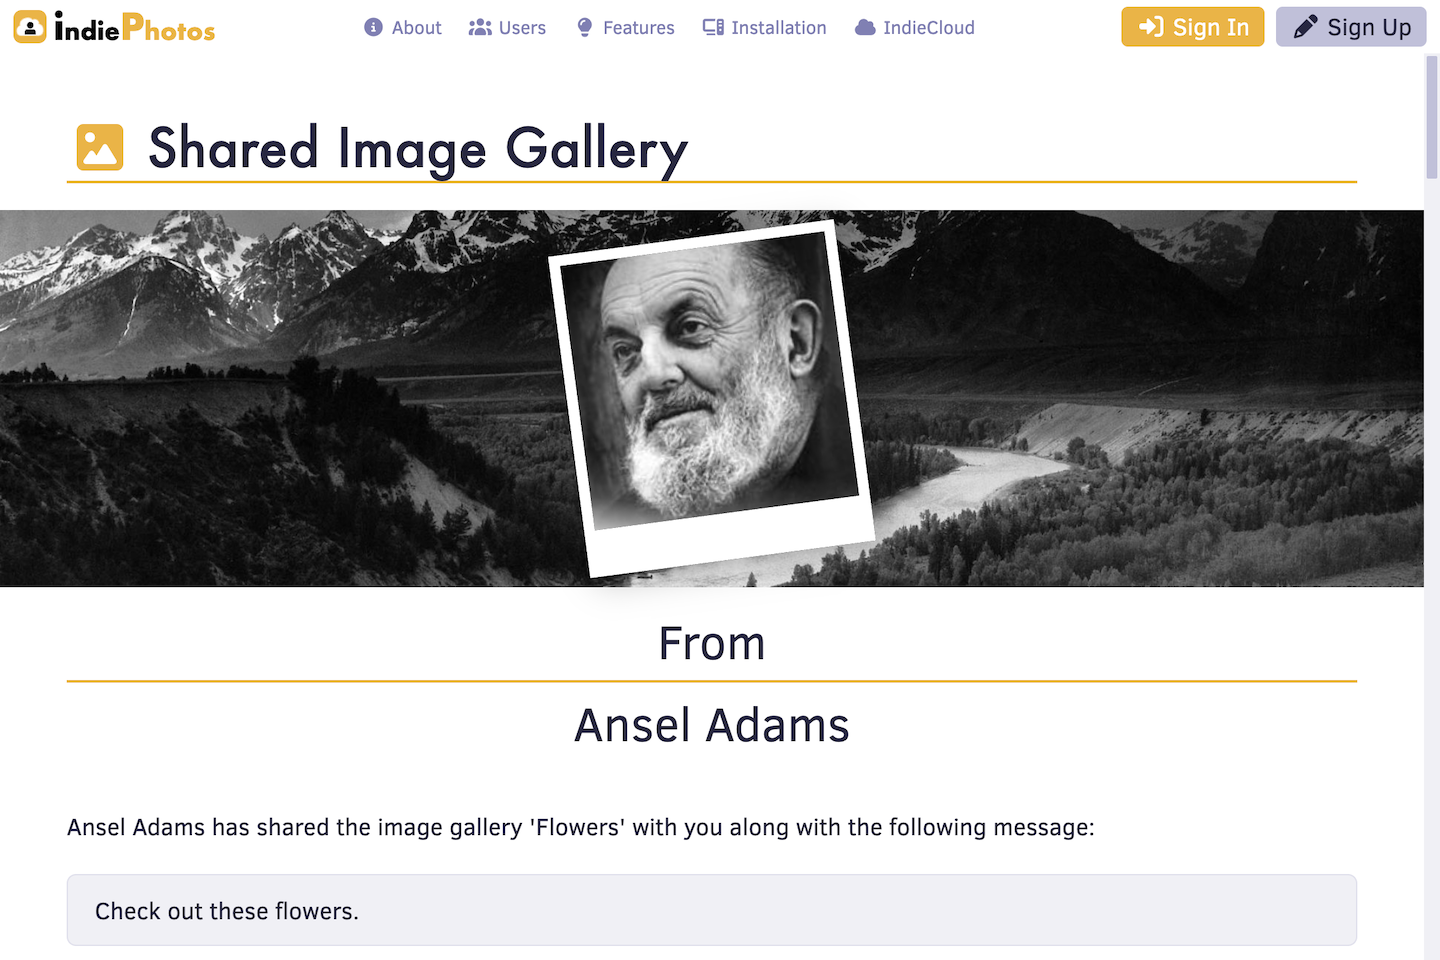 indiePhotos
About
Users
Features
Installation
IndieCloud
Sign In
Sign Up
Shared Image Gallery
From
Ansel Adams
Ansel Adams has shared the image gallery 'Flowers' with you along with the following message:
Check out these flowers.